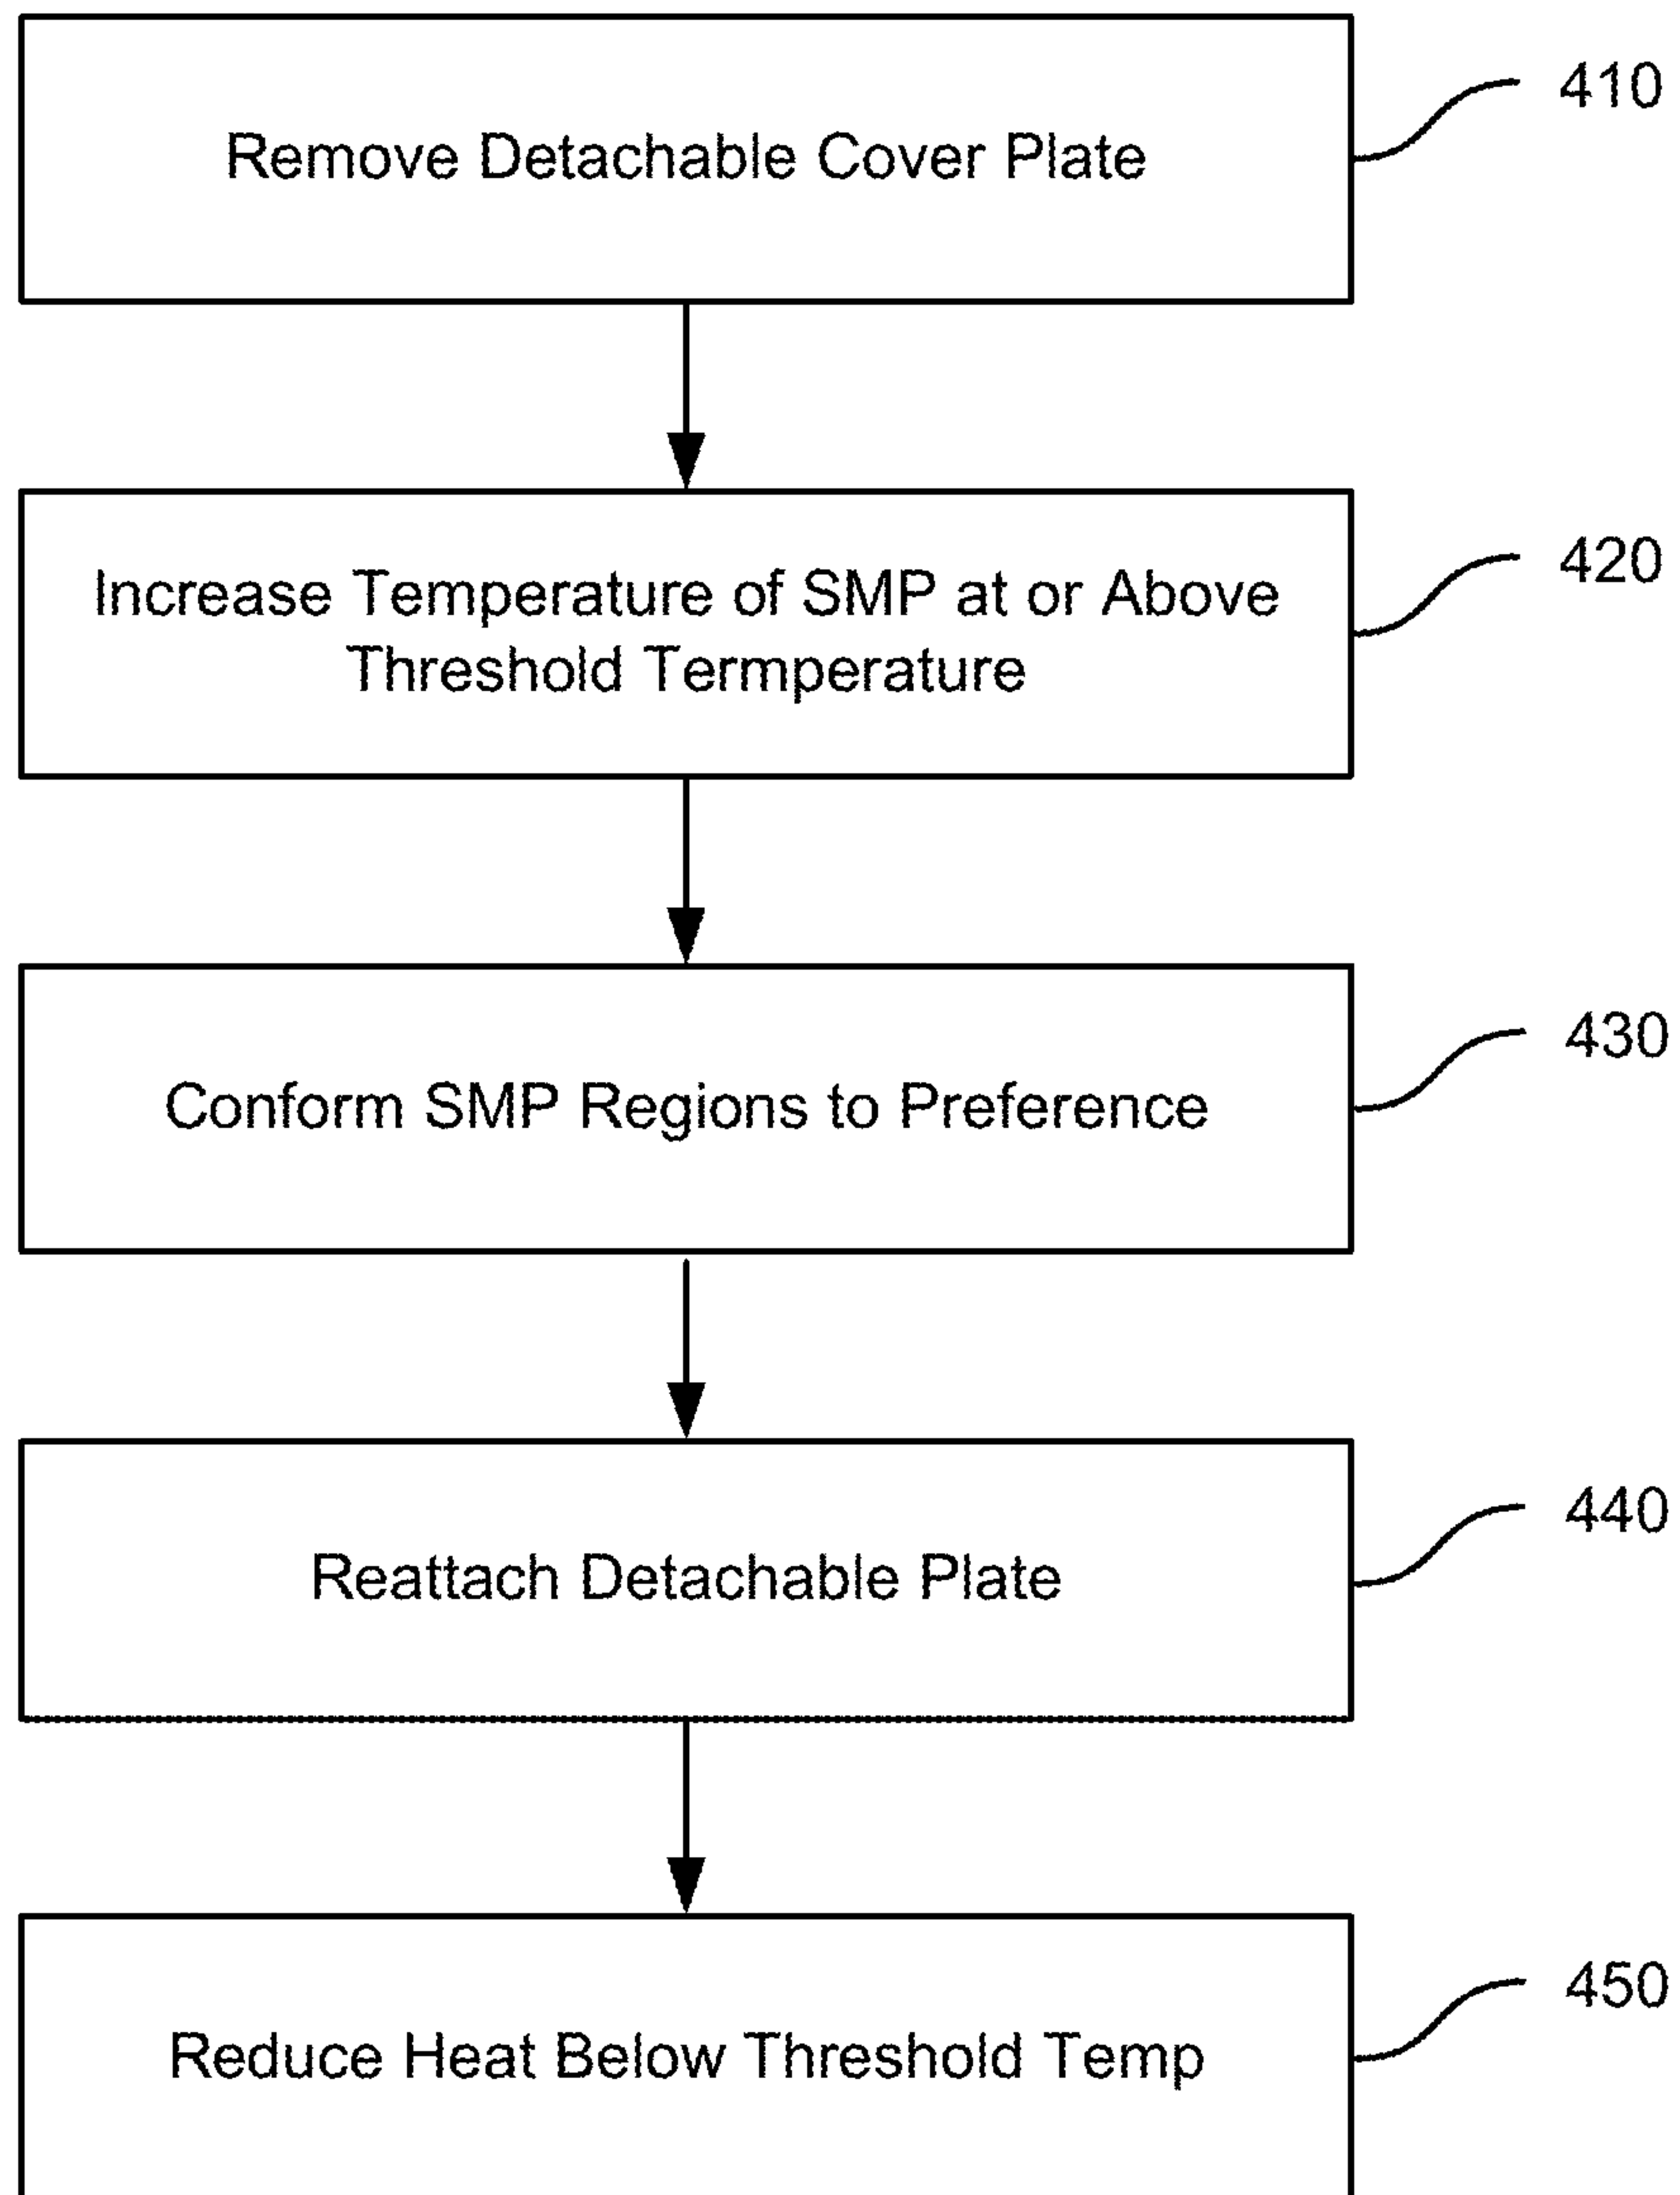 Remove Detachable Cover Plate
410
Increase Temperature of SMP at or Above
Threshold Termperature
420
Conform SMP Regions to Preference
430
Reattach Detachable Plate
440
Reduce Heat Below Threshold Temp
450